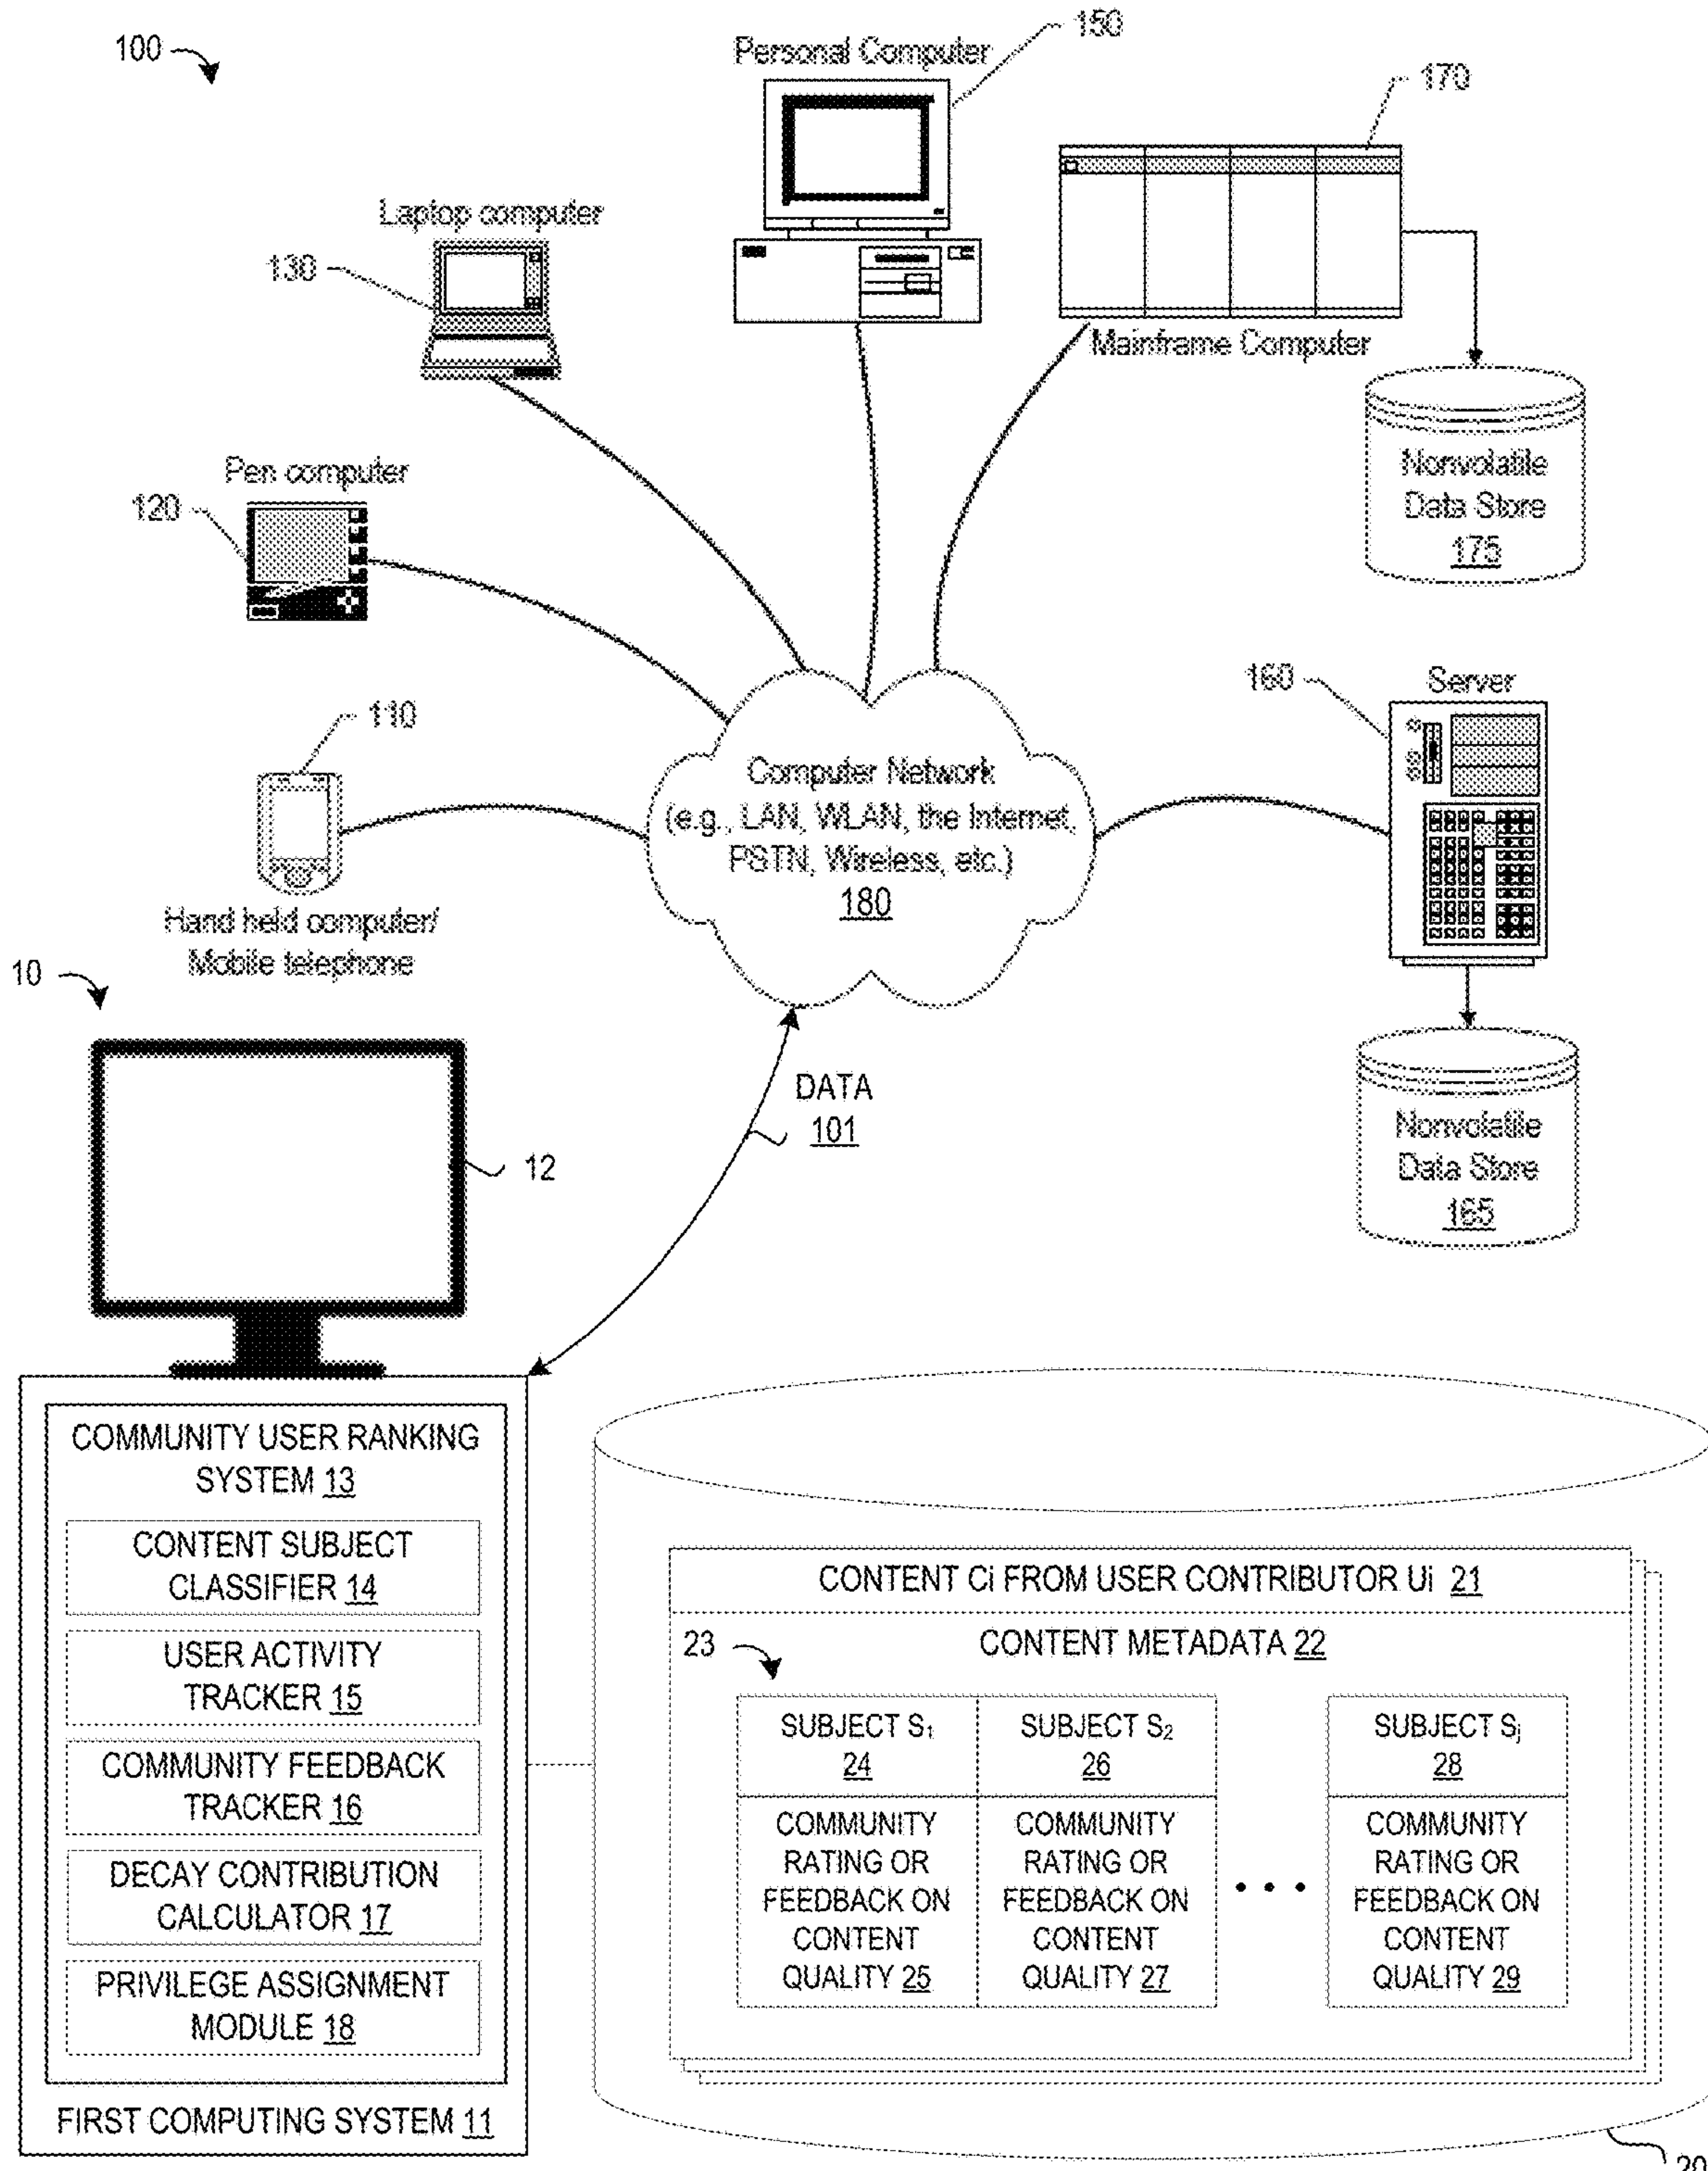 100
Personal Computer
150
170
Laptop computer
130
Mainframe Computer
Pen computer
120
Nonvolatile
Data Store
175
160
Server
110
Computer Network
(e.g., LAN, WLAN, the Internet,
PSTN, Wireless, etc.)
180
Hand held computer/
Mobile telephone
10
DATA
101
12
Nonvolatile
Data Store
165
COMMUNITY USER RANKING
SYSTEM 13
CONTENT SUBJECT
CLASSIFIER 14
USER ACTIVITY
TRACKER 15
COMMUNITY FEEDBACK
TRACKER 16
DECAY CONTRIBUTION
CALCULATOR 17
PRIVILEGE ASSIGNMENT
MODULE 18
FIRST COMPUTING SYSTEM 11
CONTENT Ci FROM USER CONTRIBUTOR Ui 21
CONTENT METADATA 22
23
SUBJECT S1
24
COMMUNITY
RATING OR
FEEDBACK ON
CONTENT
QUALITY 25
SUBJECT S2
26
COMMUNITY
RATING OR
FEEDBACK ON
CONTENT
QUALITY 27
• • •
SUBJECT Sj
28
COMMUNITY
RATING OR
FEEDBACK ON
CONTENT
QUALITY 29